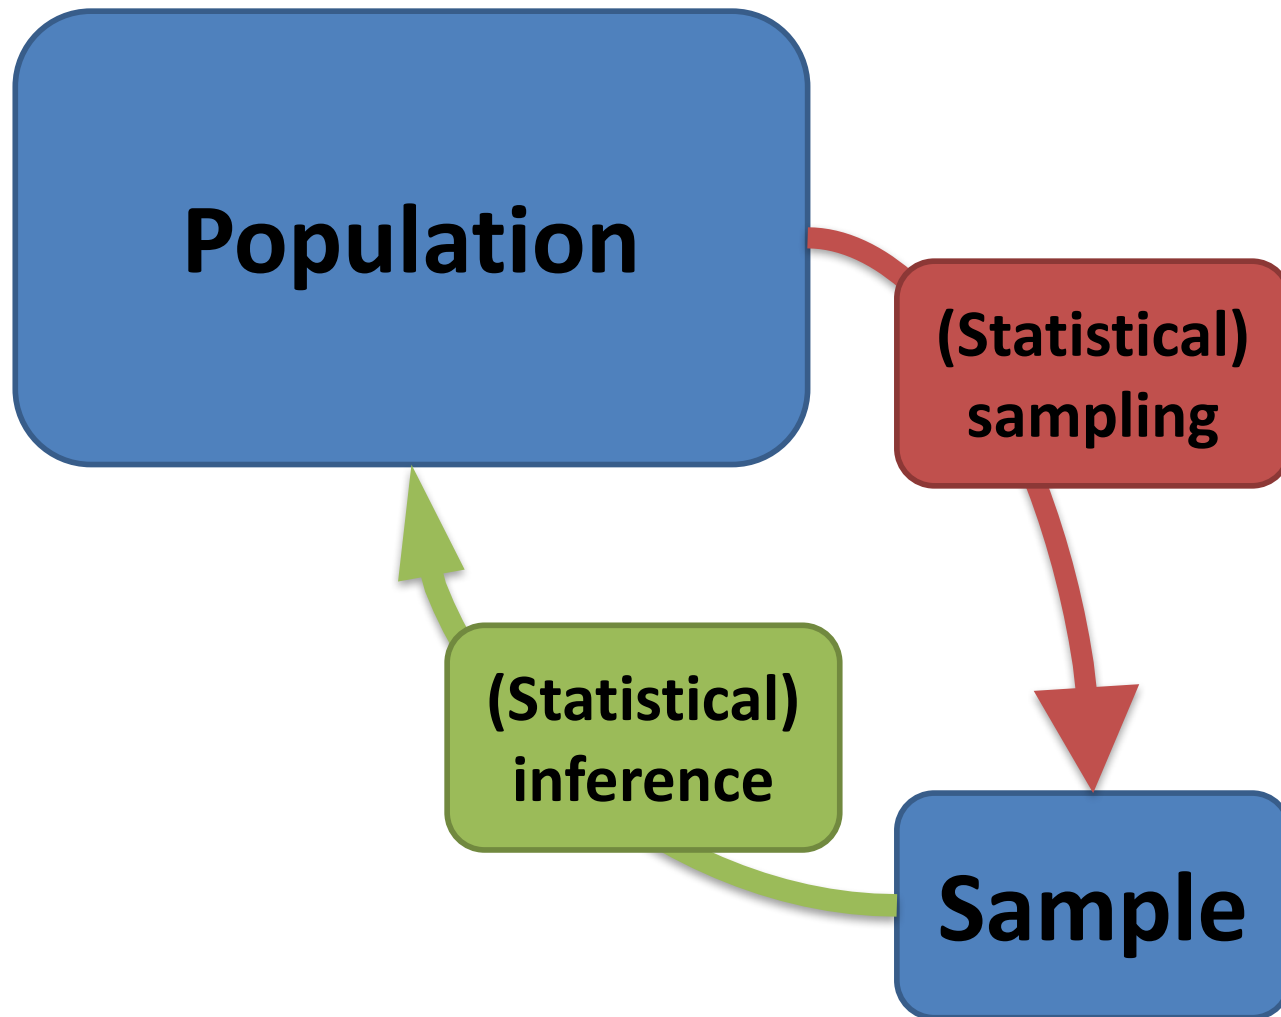 Population
(Statistical)
sampling
(Statistical)
inference
Sample